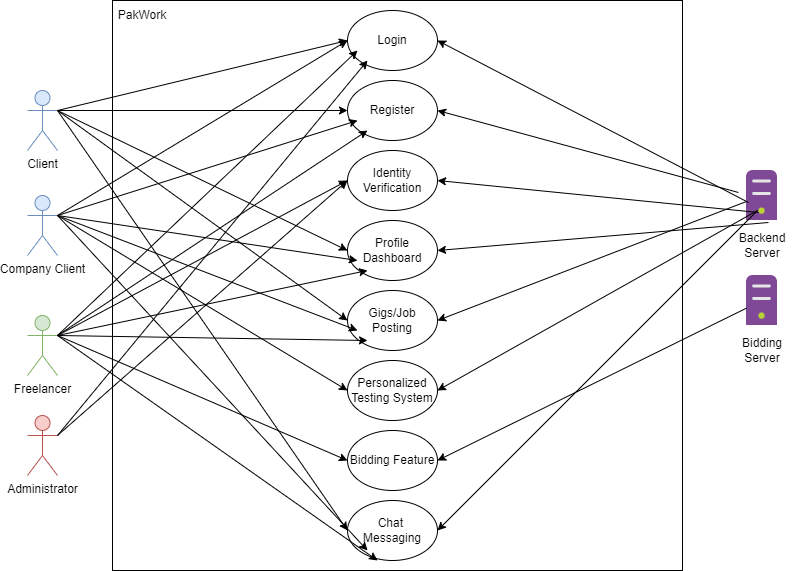 PakWork
Login
Register
Identity
Verification
Profile
Dashboard
Gigs/Job
Posting
Personalized
Testing System
Bidding Feature
Chat
Messaging
Client
Company Client
Freelancer
Administrator
Backend
Server
Bidding
Server